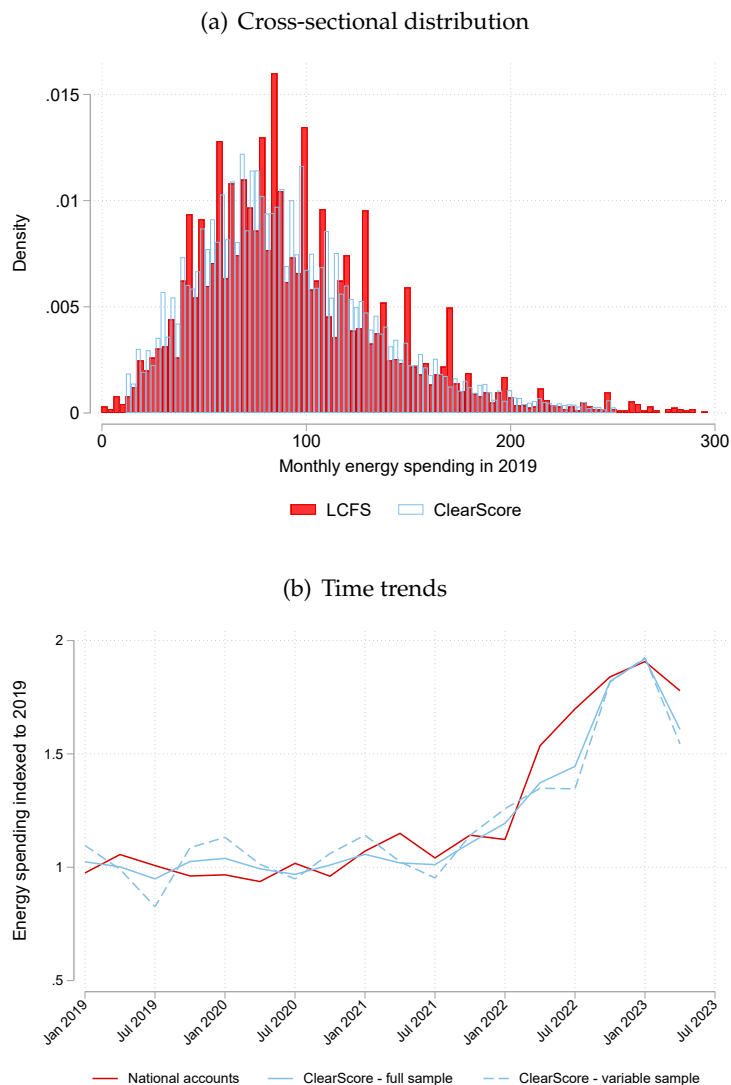 (a) Cross-sectional distribution
.015
.01
.005
0
Density
0 100 200 300
Monthly energy spending in 2019
LCFS ClearScore
(b) Time trends
2
1.5
1
.5
Energy spending indexed to 2019
Jan 2019 Jul 2019 Jan 2020 Jul 2020 Jan 2021 Jul 2021 Jan 2022 Jul 2022 Jan 2023 Jul 2023
National accounts ClearScore - full sample ClearScore - variable sample